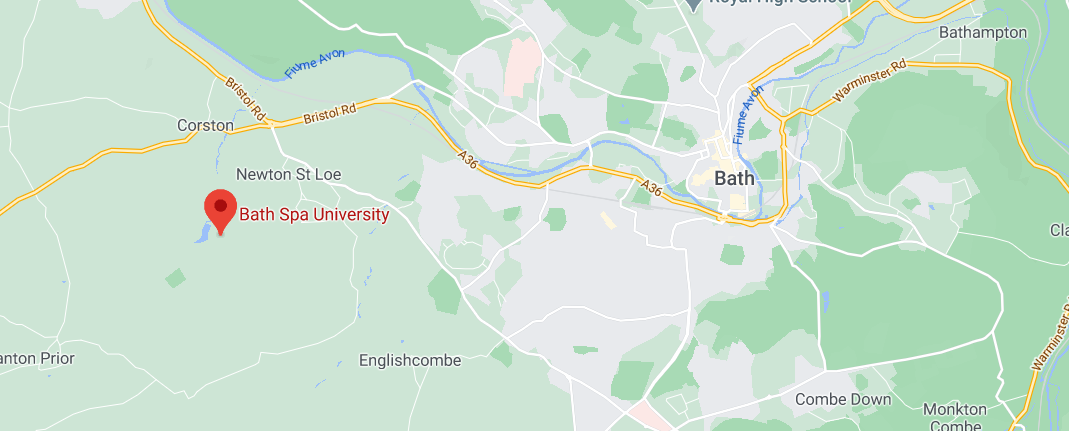 Royal High School
Bathampton
Fiume Avon
Warminster Rd
Bristol Rd
Bristol Rd
Fiume Avon
Corston
A36
Newton St Loe
A36
Bath
Bath Spa University
Cla
Warminster R
anton Prior
Englishcombe
Combe Down
Monkton
Combe